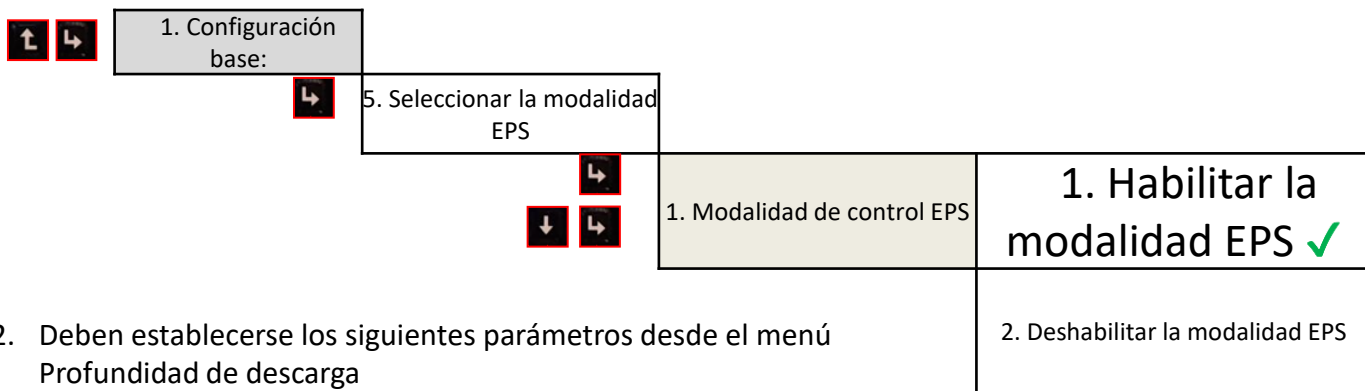 1. Configuración
base:
5. Seleccionar la modalidad
EPS
1. Modalidad de control EPS
1. Habilitar la
modalidad EPS ✓
2. Deben establecerse los siguientes parámetros desde el menú
Profundidad de descarga
2. Deshabilitar la modalidad EPS